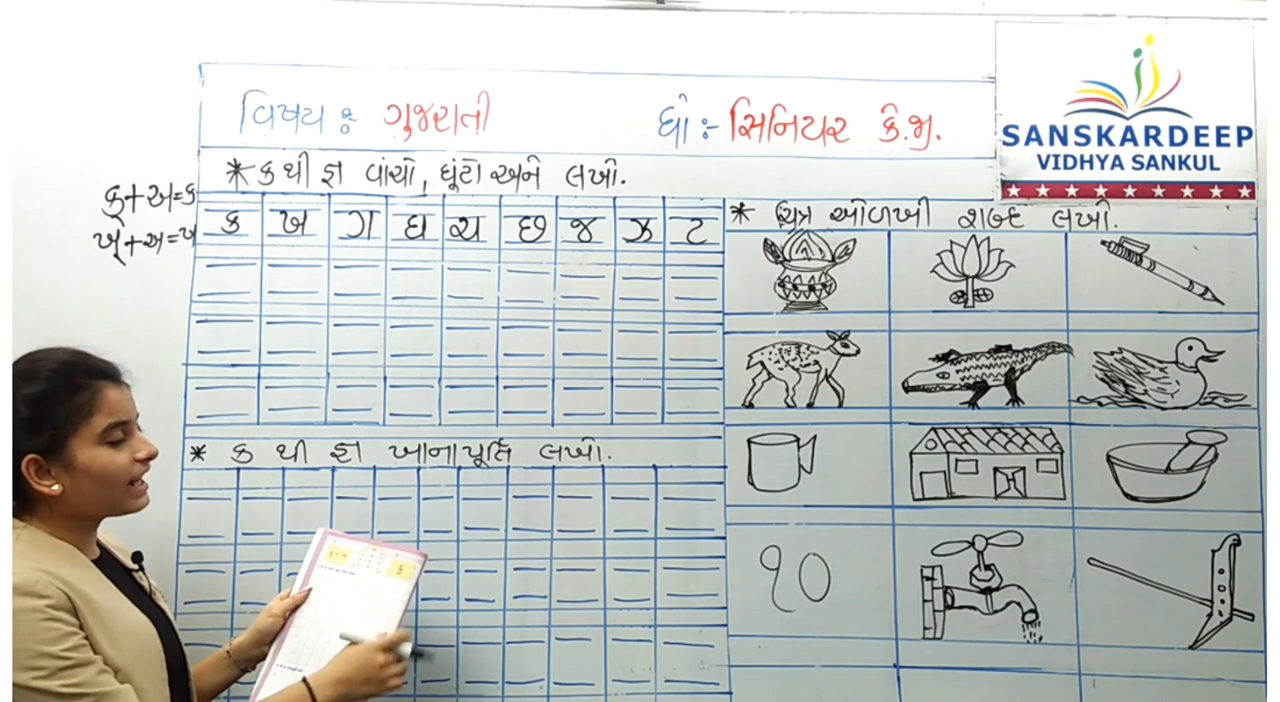 વિષય : ગુજરાતી
ધો :- સિનિયર કે.જી.
SANSKARDEEP
VIDHYA SANKUL
* ક થી જ્ઞ વાંચો, ઘૂંટો અને લખો.
ક્+અ=ક
ખ્+અ=ખ
ક ખ ગ ઘ ચ છ જ ઝ ટ
* ચિત્ર ઓળખી શબ્દ લખો.
* ક થી જ્ઞ ખાનાપૂર્તિ લખો.
૧૦